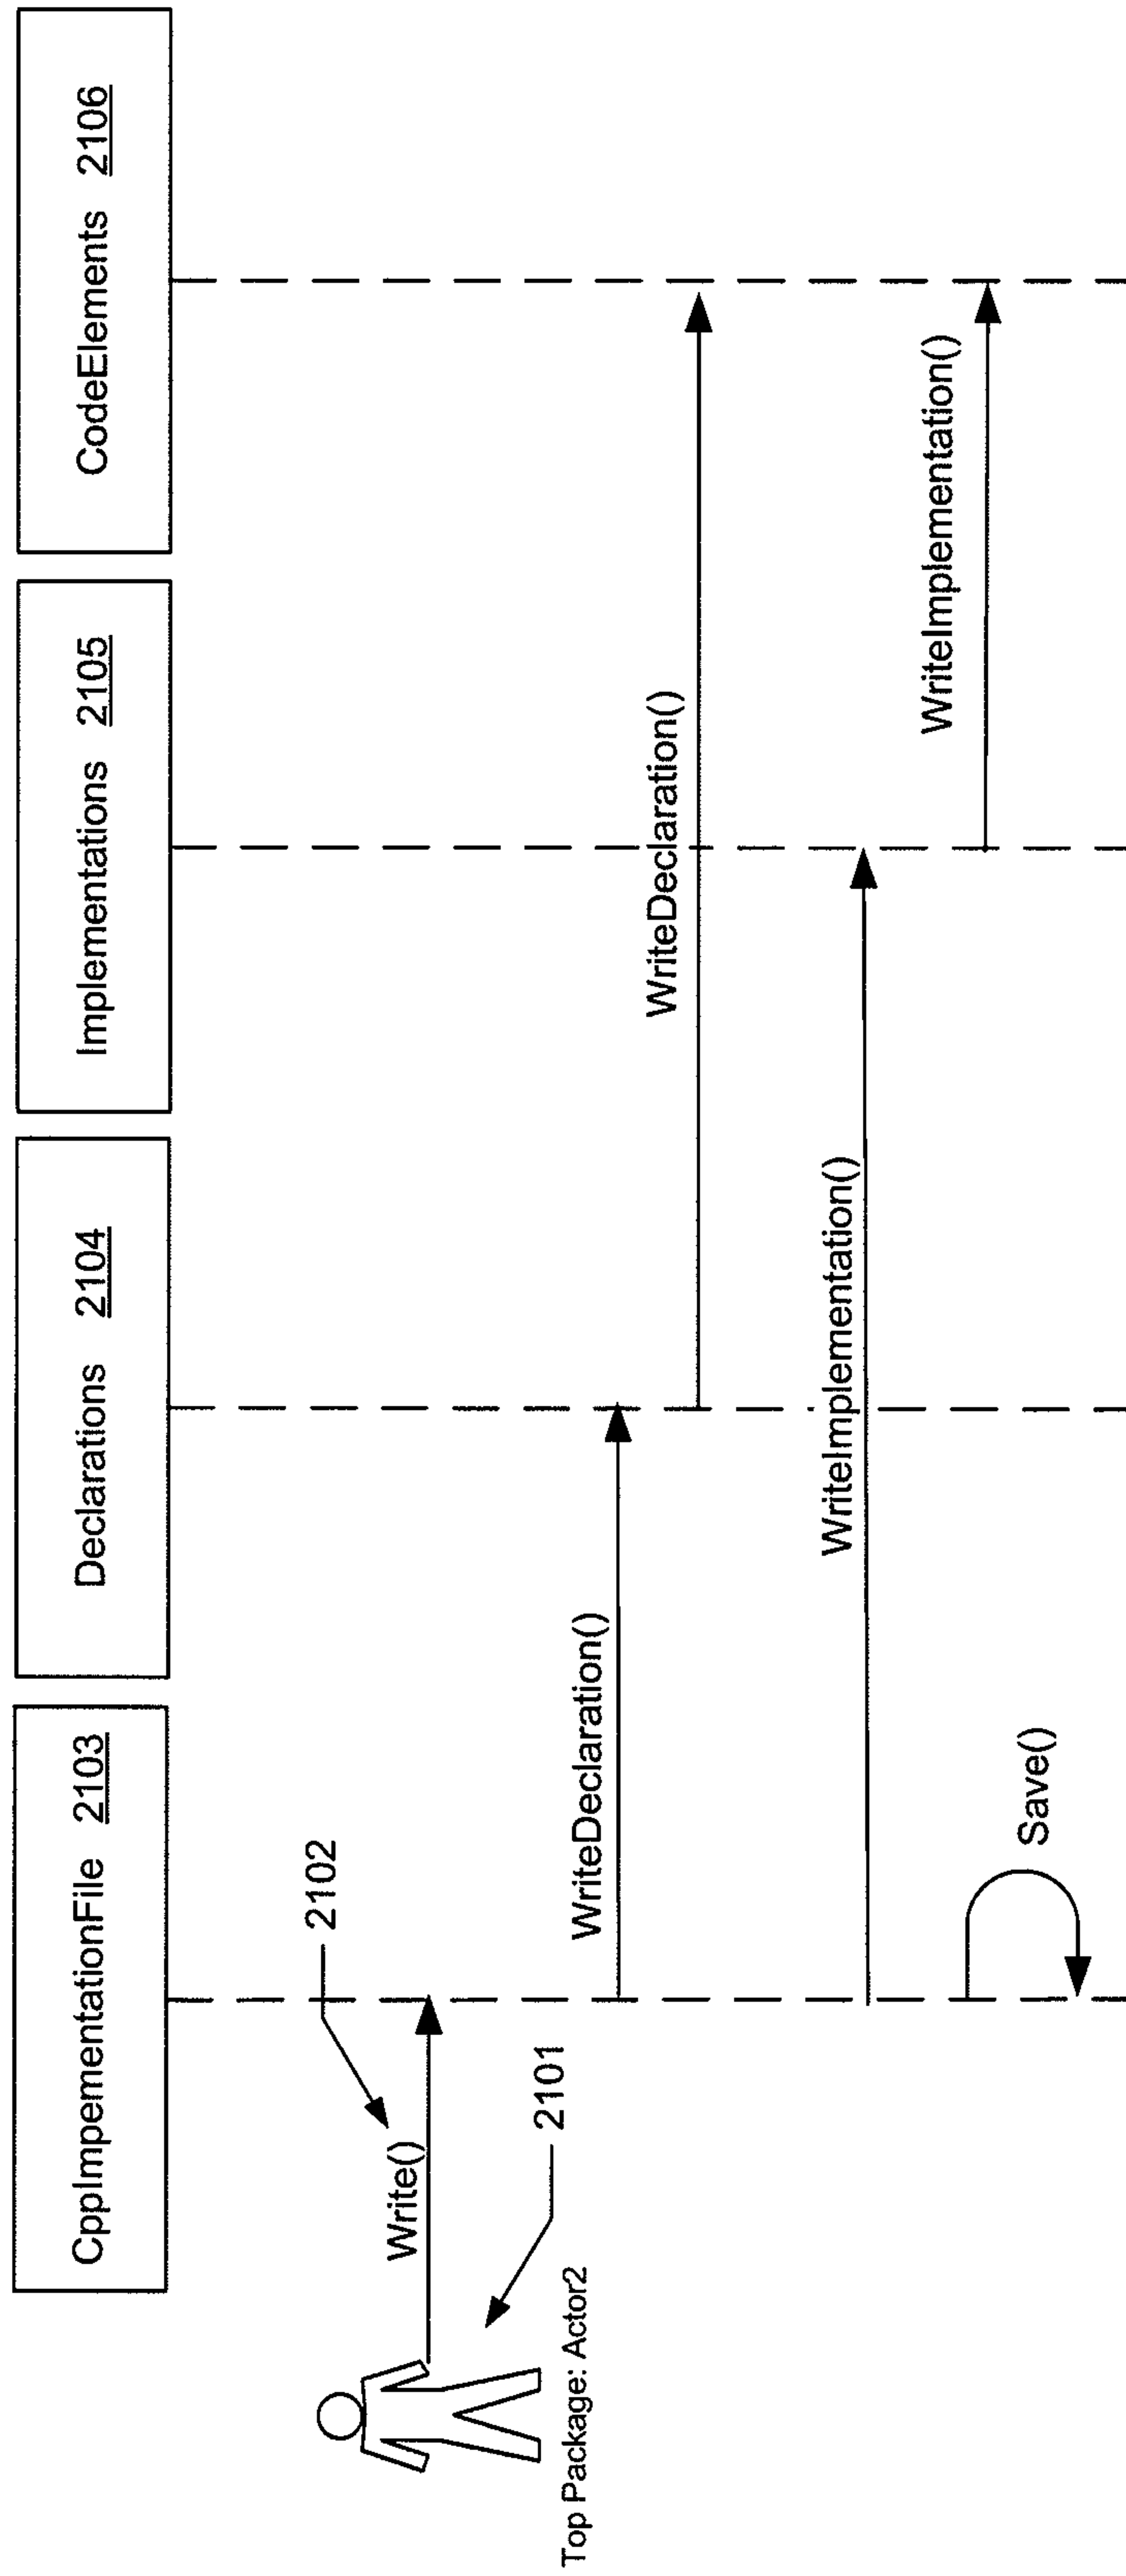 CppImpementationFile 2103
Declarations 2104
Implementations 2105
CodeElements 2106
2102
Write()
2101
Top Package: Actor2
WriteDeclaration()
WriteDeclaration()
WriteImplementation()
WriteImplementation()
Save()